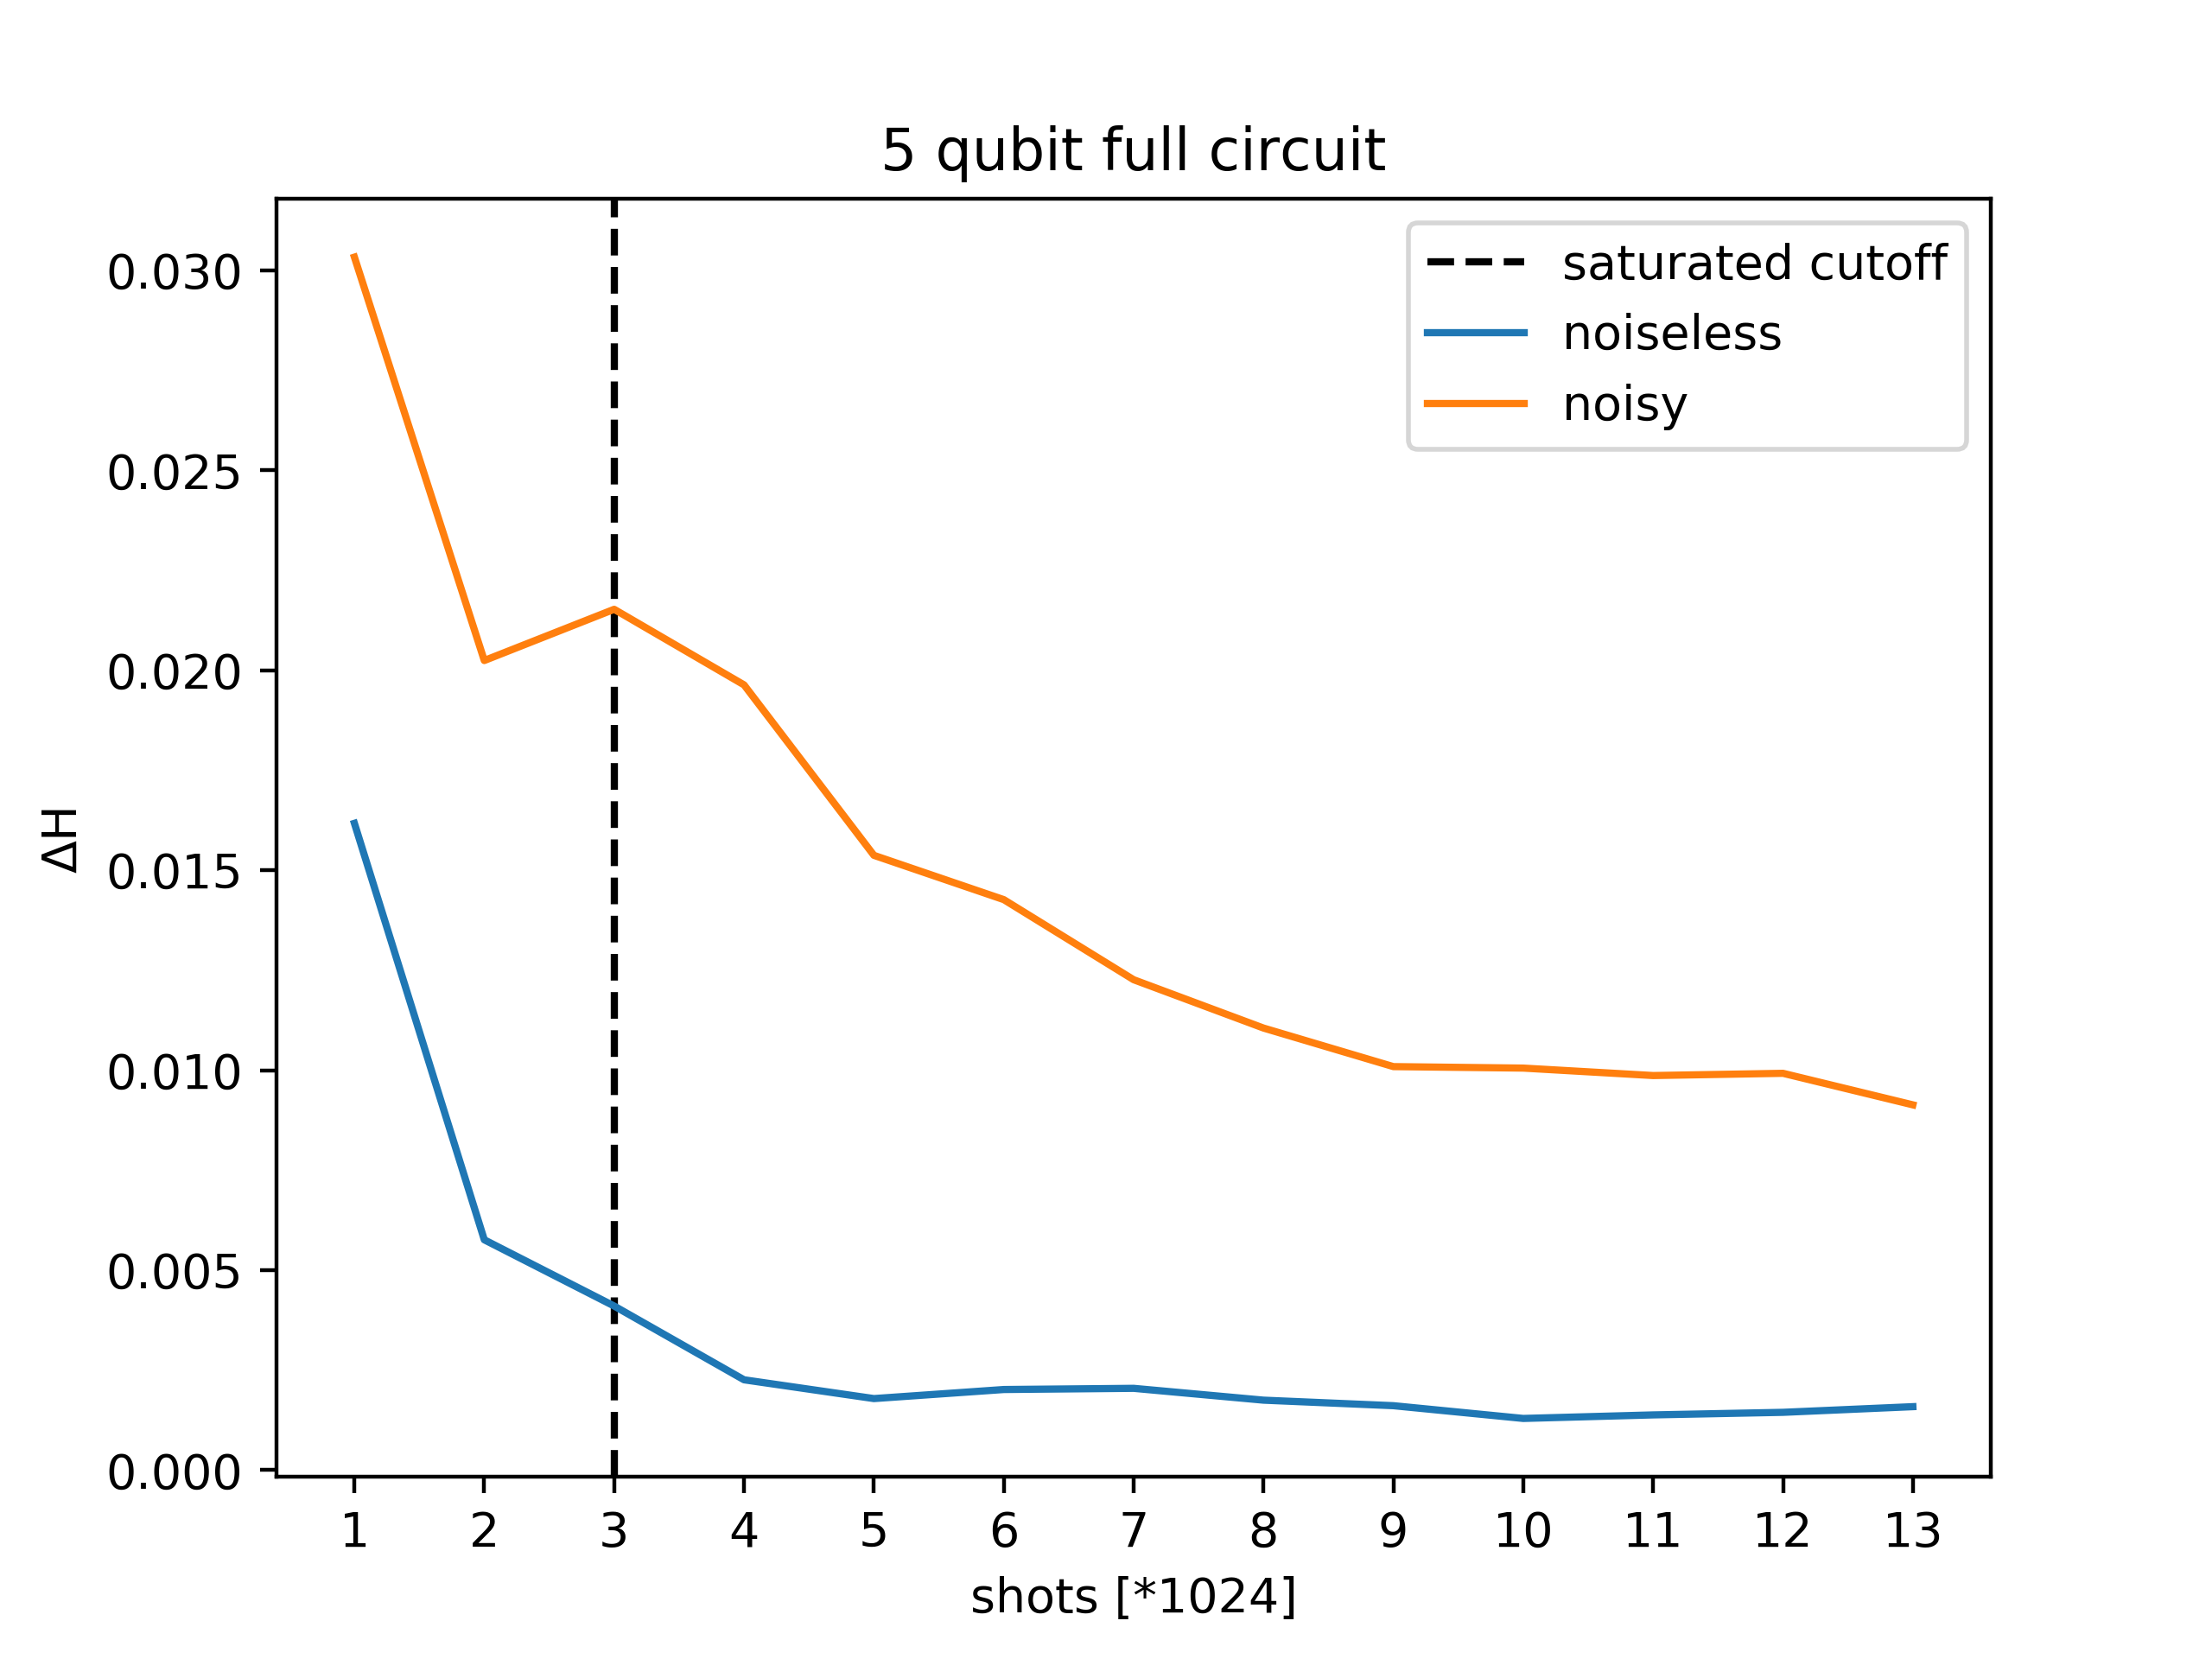 5 qubit full circuit
saturated cutoff
noiseless
noisy
0.030
0.025
0.020
0.015
0.010
0.005
0.000
ΔH
1 2 3 4 5 6 7 8 9 10 11 12 13
shots [*1024]